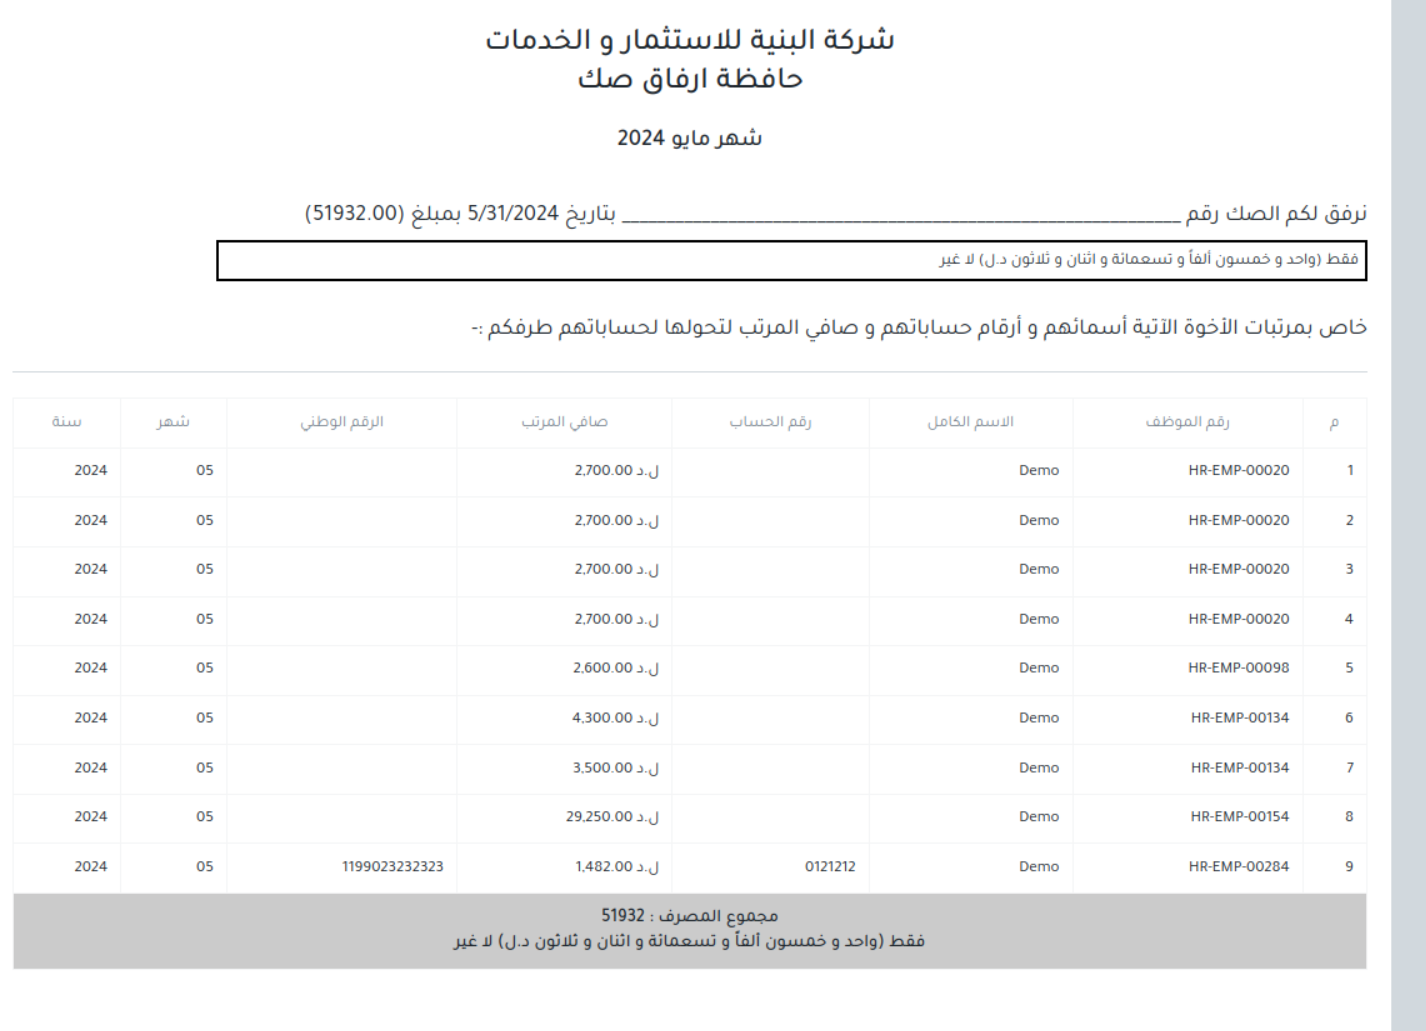 شركة البنية للاستثمار و الخدمات
حافظة ارفاق صك
شهر مايو 2024
نرفق لكم الصك رقم ________________________________________________________ بتاريخ 5/31/2024 بمبلغ (51932.00)
فقط (واحد و خمسون ألفاً و تسعمائة و اثنان و ثلاثون د.ل) لا غير
خاص بمرتبات الأخوة الآتية أسمائهم و أرقام حساباتهم و صافي المرتب لتحولها لحساباتهم طرفكم :-
م رقم الموظف الاسم الكامل رقم الحساب صافي المرتب الرقم الوطني شهر سنة
1 HR-EMP-00020 Demo ل.د 2,700.00 05 2024
2 HR-EMP-00020 Demo ل.د 2,700.00 05 2024
3 HR-EMP-00020 Demo ل.د 2,700.00 05 2024
4 HR-EMP-00020 Demo ل.د 2,700.00 05 2024
5 HR-EMP-00098 Demo ل.د 2,600.00 05 2024
6 HR-EMP-00134 Demo ل.د 4,300.00 05 2024
7 HR-EMP-00134 Demo ل.د 3,500.00 05 2024
8 HR-EMP-00154 Demo ل.د 29,250.00 05 2024
9 HR-EMP-00284 Demo 0121212 ل.د 1,482.00 1199023232323 05 2024
مجموع المصرف : 51932
فقط (واحد و خمسون ألفاً و تسعمائة و اثنان و ثلاثون د.ل) لا غير